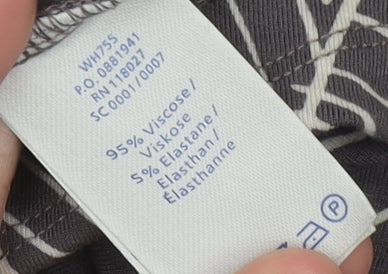 WH755
P.O. 0881941
RN 118027
SC 0001/0007
95% Viscose/
Viskose
5% Elastane/
Elasthan/
Élasthanne
P